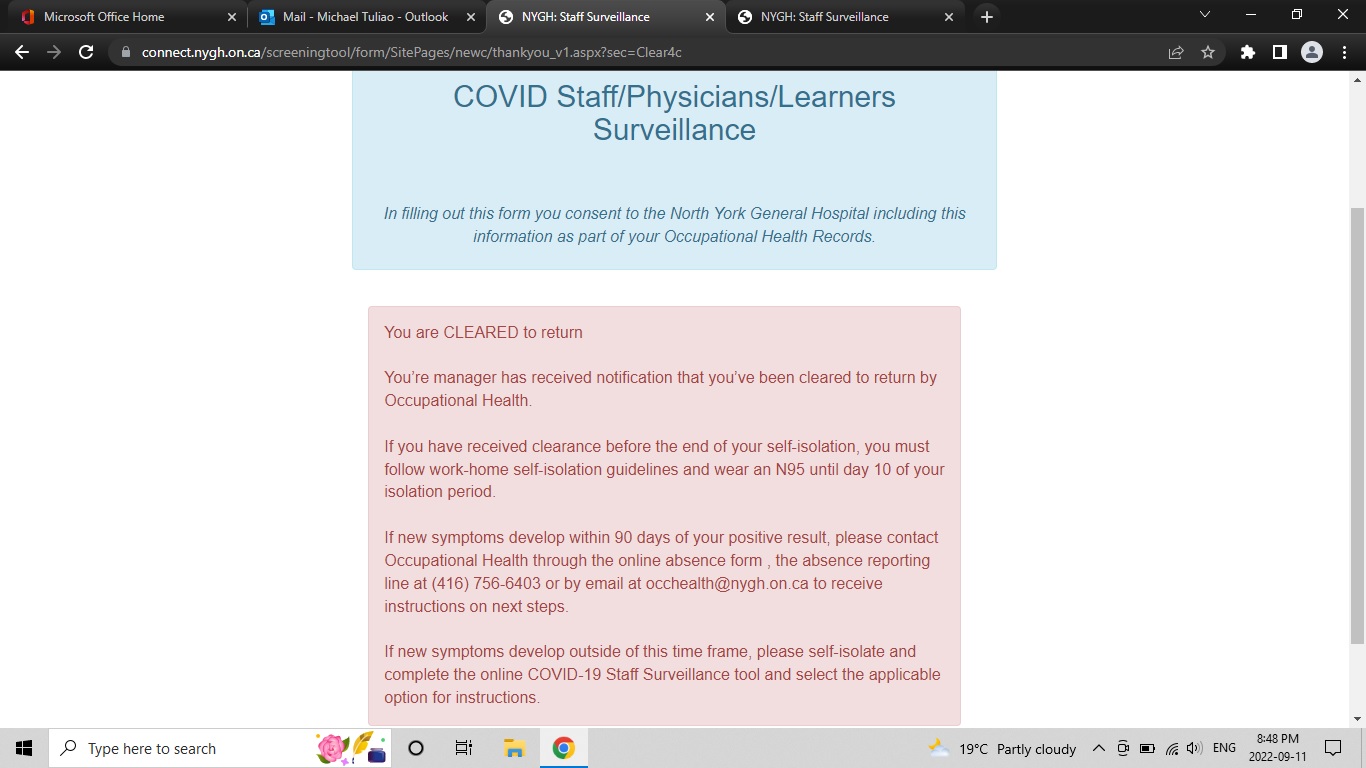 Microsoft Office Home
Mail - Michael Tuliao - Outlook
NYGH: Staff Surveillance
NYGH: Staff Surveillance
connect.nygh.on.ca/screeningtool/form/SitePages/newc/thankyou_v1.aspx?sec=Clear4c
COVID Staff/Physicians/Learners
Surveillance
In filling out this form you consent to the North York General Hospital including this
information as part of your Occupational Health Records.
You are CLEARED to return
You're manager has received notification that you've been cleared to return by
Occupational Health.
If you have received clearance before the end of your self-isolation, you must
follow work-home self-isolation guidelines and wear an N95 until day 10 of your
isolation period.
If new symptoms develop within 90 days of your positive result, please contact
Occupational Health through the online absence form , the absence reporting
line at (416) 756-6403 or by email at occhealth@nygh.on.ca to receive
instructions on next steps.
If new symptoms develop outside of this time frame, please self-isolate and
complete the online COVID-19 Staff Surveillance tool and select the applicable
option for instructions.
Type here to search
19°C Partly cloudy
ENG
8:48 PM
2022-09-11